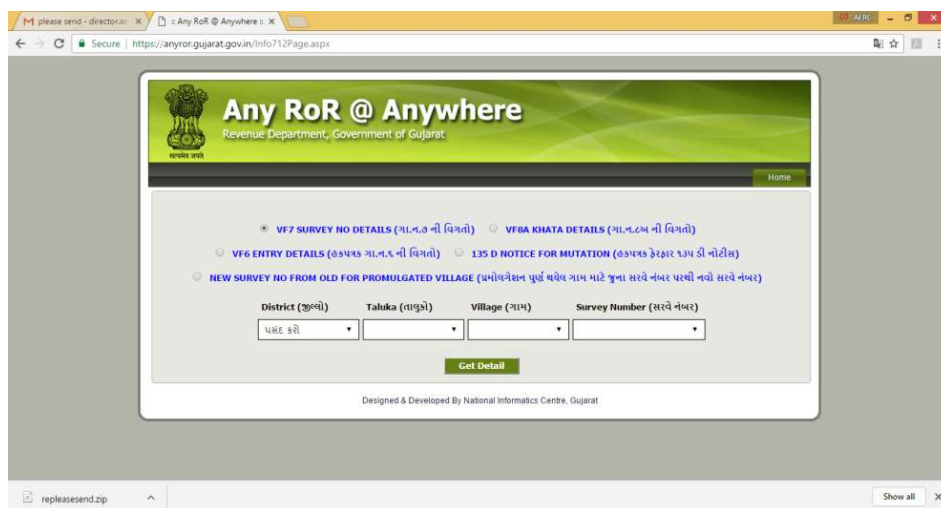 please send - director.ae
:: Any RoR @ Anywhere ::
AERC
Secure | https://anyror.gujarat.gov.in/Info712Page.aspx
Any RoR @ Anywhere
Revenue Department, Government of Gujarat
सत्यमेव जयते
Home
VF7 SURVEY NO DETAILS (ગા.ન.૭ ની વિગતો) VF8A KHATA DETAILS (ગા.ન.૮અ ની વિગતો)
VF6 ENTRY DETAILS (હકપત્રક ગા.ન.૬ ની વિગતો) 135 D NOTICE FOR MUTATION (હકપત્રક ફેરફાર ૧૩૫ ડી નોટીસ)
NEW SURVEY NO FROM OLD FOR PROMULGATED VILLAGE (પ્રમોલગેશન પુર્ણ થયેલ ગામ માટે જુના સરવે નંબર પરથી નવો સરવે નંબર)
District (જીલ્લો) Taluka (તાલુકો) Village (ગામ) Survey Number (સરવે નંબર)
પસંદ કરો
Get Detail
Designed & Developed By National Informatics Centre, Gujarat
repleasesend.zip
Show all